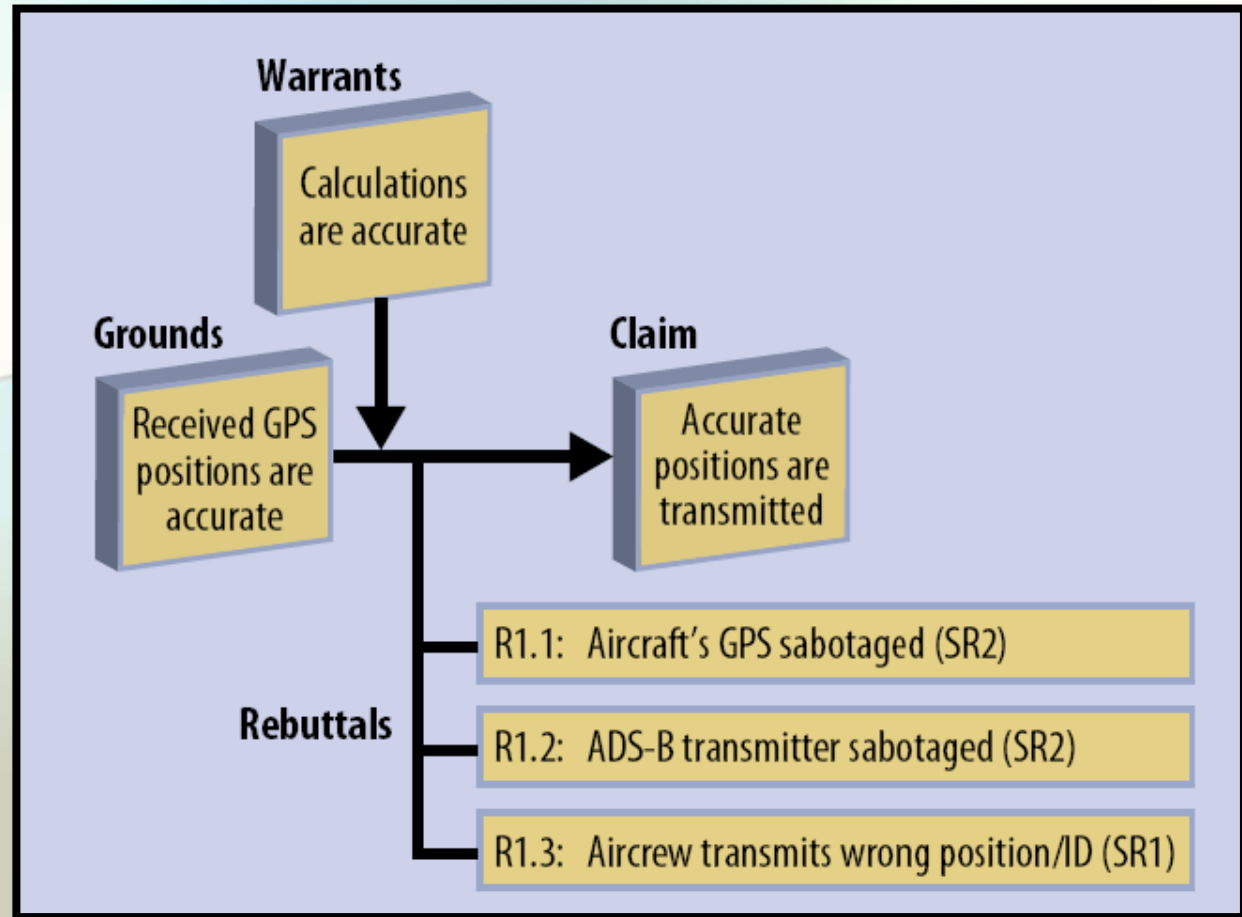 Warrants
Calculations
are accurate
Grounds
Received GPS
positions are
accurate
Claim
Accurate
positions are
transmitted
Rebuttals
R1.1: Aircraft's GPS sabotaged (SR2)
R1.2: ADS-B transmitter sabotaged (SR2)
R1.3: Aircrew transmits wrong position/ID (SR1)